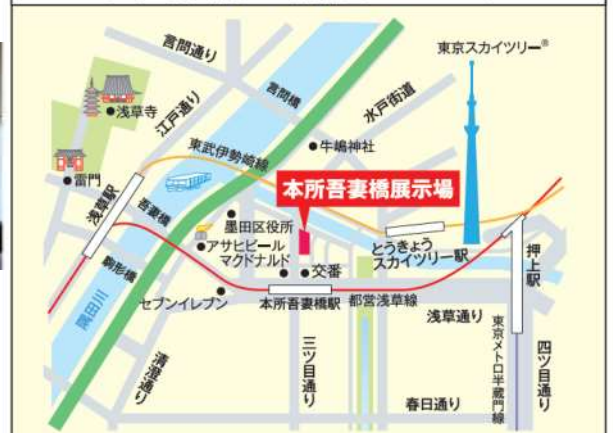 言問通り
東京スカイツリー®
言問橋
水戸街道
浅草寺
江戸通り
東武伊勢崎線
牛嶋神社
雷門
浅草駅
吾妻橋
本所吾妻橋展示場
墨田区役所
アサヒビール
マクドナルド
交番
とうきょう
スカイツリー駅
押上駅
駒形橋
セブンイレブン
本所吾妻橋駅
都営浅草線
浅草通り
隅田川
清澄通り
三ツ目通り
東京メトロ半蔵門線
四ツ目通り
春日通り